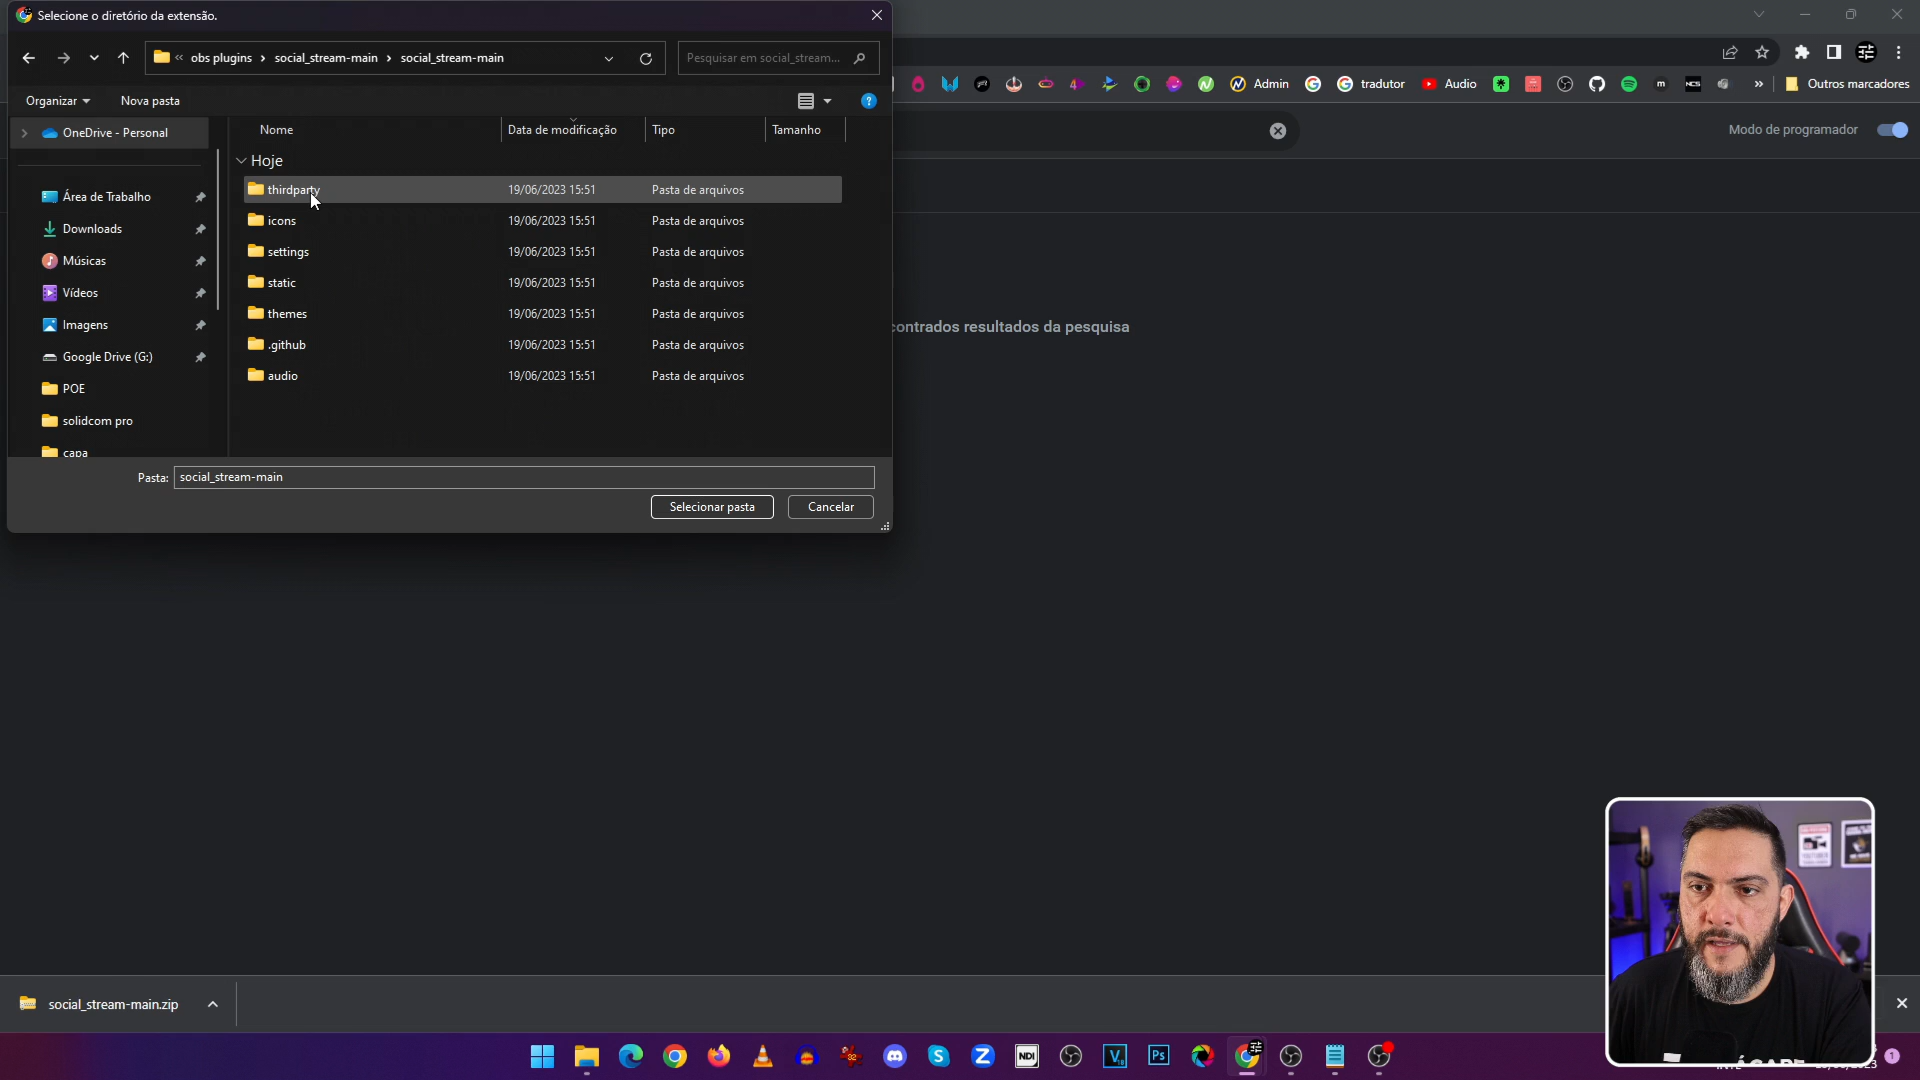 Selecione o diretório da extensão.
« obs plugins › social_stream-main › social_stream-main
Pesquisar em social_stream...
Organizar
Nova pasta
Admin
tradutor
Audio
NCS
»
Outros marcadores
OneDrive - Personal
Nome
Data de modificação
Tipo
Tamanho
Modo de programador
Hoje
thirdparty 19/06/2023 15:51 Pasta de arquivos
icons 19/06/2023 15:51 Pasta de arquivos
settings 19/06/2023 15:51 Pasta de arquivos
static 19/06/2023 15:51 Pasta de arquivos
themes 19/06/2023 15:51 Pasta de arquivos
.github 19/06/2023 15:51 Pasta de arquivos
audio 19/06/2023 15:51 Pasta de arquivos
Área de Trabalho
Downloads
Músicas
Vídeos
Imagens
Google Drive (G:)
POE
solidcom pro
capa
contrados resultados da pesquisa
Pasta: social_stream-main
Selecionar pasta
Cancelar
social_stream-main.zip
NDI
Ps
1